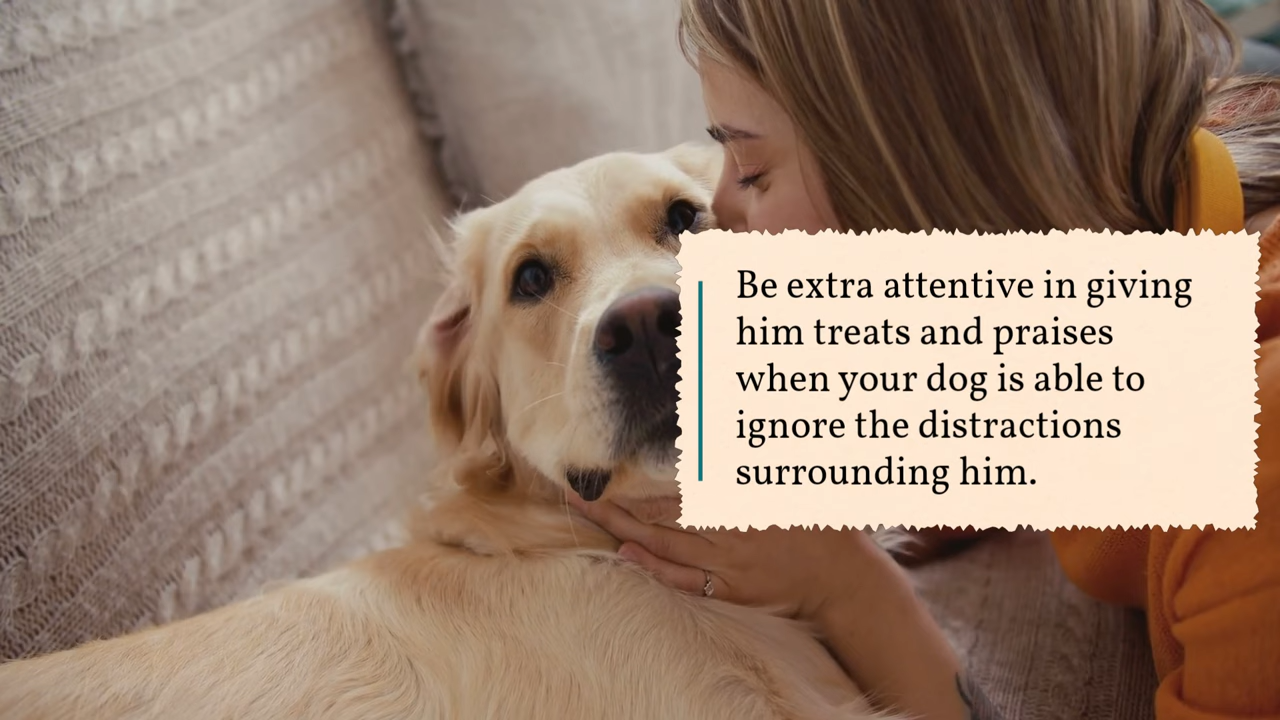 Be extra attentive in giving
him treats and praises
when your dog is able to
ignore the distractions
surrounding him.